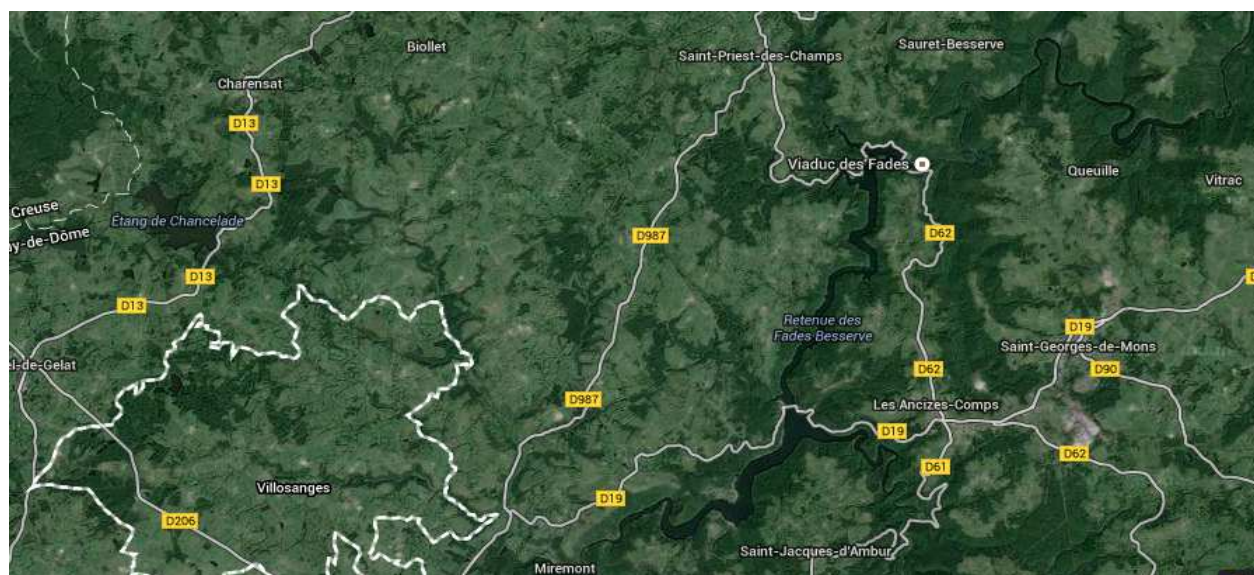 Biollet
Saint-Priest-des-Champs
Sauret-Besserve
Charensat
D13
Viaduc des Fades
Queuille
Vitrac
D13
Creuse
Étang de Chancelade
y-de-Dôme
D987
D62
D13
D13
Retenue des
Fades Besserve
D19
Saint-Georges-de-Mons
el-de-Gelat
D62
D90
D987
Les Ancizes-Comps
D19
D62
D61
Villosanges
D19
D206
Saint-Jacques-d'Ambur
Miremont